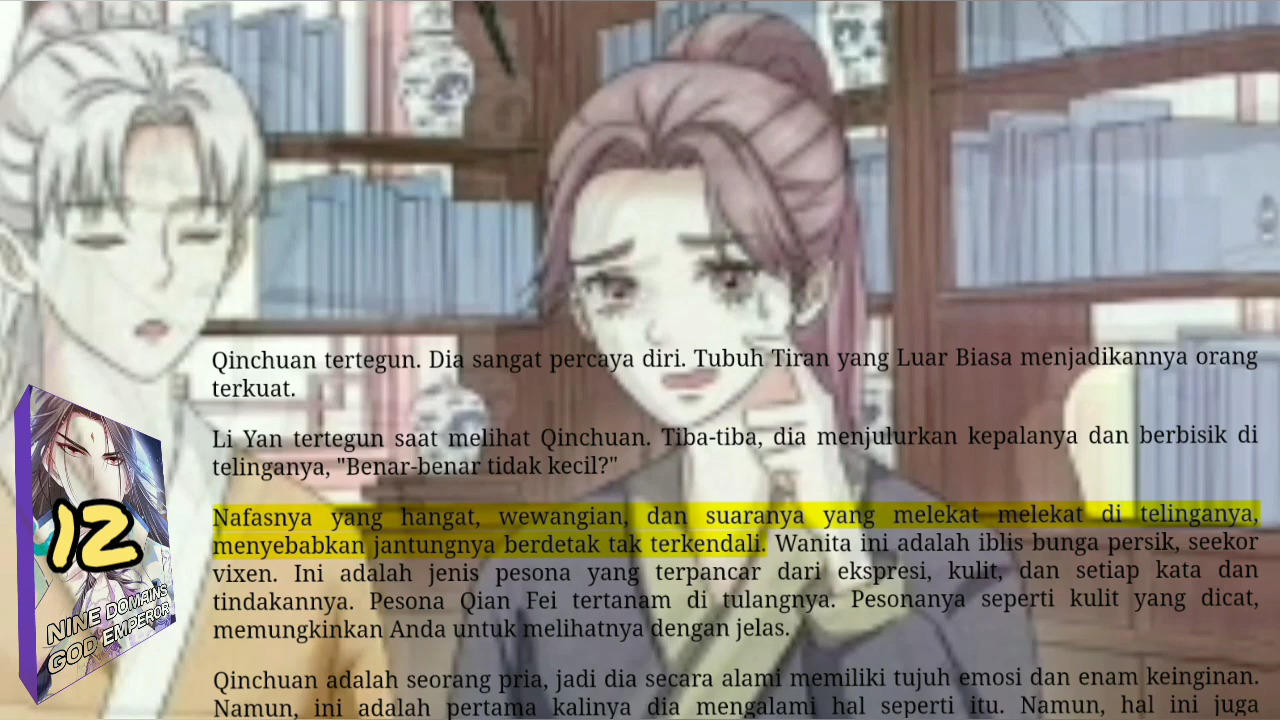 Qinchuan tertegun. Dia sangat percaya diri. Tubuh Tiran yang Luar Biasa menjadikannya orang
terkuat.
Li Yan tertegun saat melihat Qinchuan. Tiba-tiba, dia menjulurkan kepalanya dan berbisik di
telinganya, "Benar-benar tidak kecil?"
Nafasnya yang hangat, wewangian, dan suaranya yang melekat melekat di telinganya,
menyebabkan jantungnya berdetak tak terkendali. Wanita ini adalah iblis bunga persik, seekor
vixen. Ini adalah jenis pesona yang terpancar dari ekspresi, kulit, dan setiap kata dan
tindakannya. Pesona Qian Fei tertanam di tulangnya. Pesonanya seperti kulit yang dicat,
memungkinkan Anda untuk melihatnya dengan jelas.
Qinchuan adalah seorang pria, jadi dia secara alami memiliki tujuh emosi dan enam keinginan.
Namun, ini adalah pertama kalinya dia mengalami hal seperti itu. Namun, hal ini juga
12
NINE DOMAINS
GOD EMPEROR